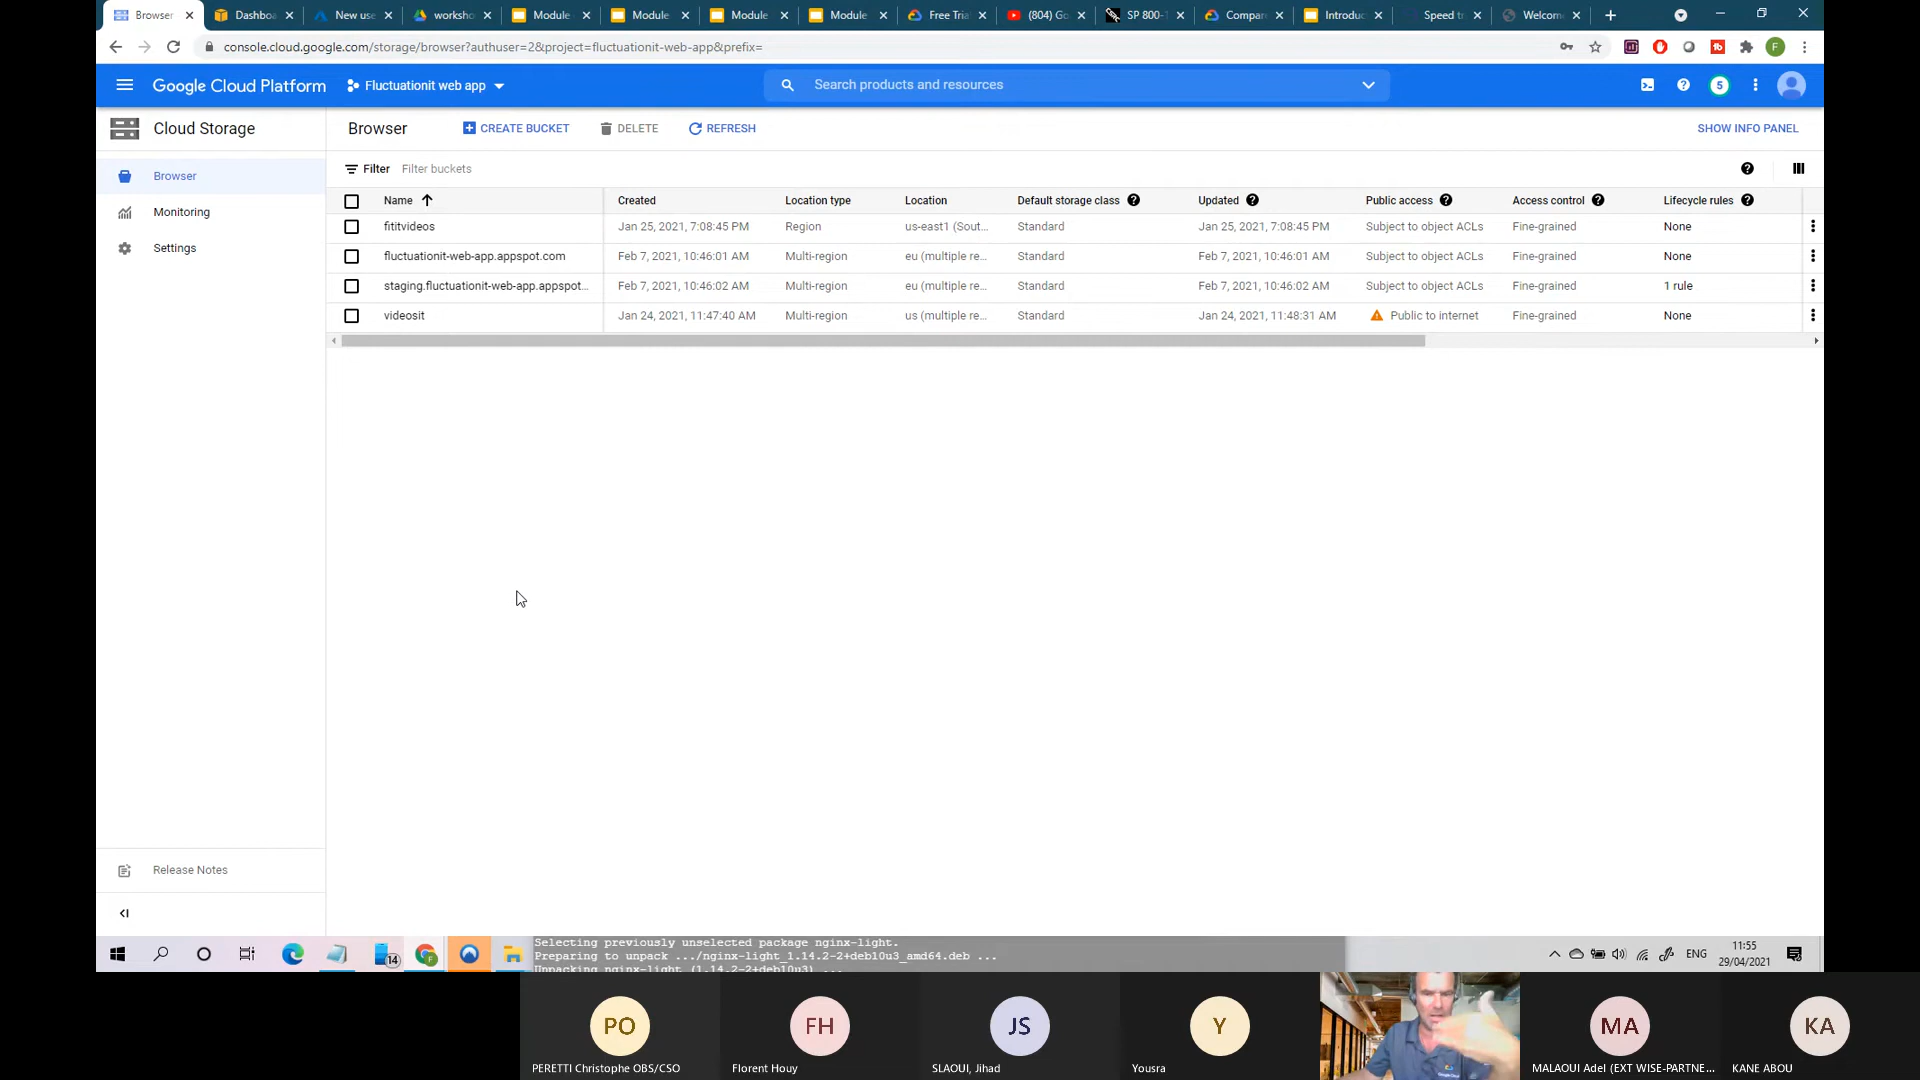 Browser
Dashboa
New use
worksho
Module
Module
Module
Module
Free Tria
(804) Go
SP 800-1
Compare
Introduc
Speed t
Welcom
console.cloud.google.com/storage/browser?authuser=2&project=fluctuationit-web-app&prefix=
F
Google Cloud Platform
Fluctuationit web app
Search products and resources
5
Cloud Storage
Browser
CREATE BUCKET
DELETE
REFRESH
SHOW INFO PANEL
Browser
Monitoring
Settings
Filter Filter buckets
Name Created Location type Location Default storage class Updated Public access Access control Lifecycle rules
fititvideos Jan 25, 2021, 7:08:45 PM Region us-east1 (Sout... Standard Jan 25, 2021, 7:08:45 PM Subject to object ACLs Fine-grained None
fluctuationit-web-app.appspot.com Feb 7, 2021, 10:46:01 AM Multi-region eu (multiple re... Standard Feb 7, 2021, 10:46:01 AM Subject to object ACLs Fine-grained None
staging.fluctuationit-web-app.appspot... Feb 7, 2021, 10:46:02 AM Multi-region eu (multiple re... Standard Feb 7, 2021, 10:46:02 AM Subject to object ACLs Fine-grained 1 rule
videosit Jan 24, 2021, 11:47:40 AM Multi-region us (multiple re... Standard Jan 24, 2021, 11:48:31 AM Public to internet Fine-grained None
Release Notes
14
Selecting previously unselected package nginx-light.
Preparing to unpack .../nginx-light_1.14.2-2+deb10u3_amd64.deb ...
Unpacking nginx-light (1.14.2-2+deb10u3) ...
ENG
11:55
29/04/2021
PO
FH
JS
Y
MA
KA
PERETTI Christophe OBS/CSO
Florent Houy
SLAOUI, Jihad
Yousra
MALAOUI Adel (EXT WISE-PARTNE...
KANE ABOU